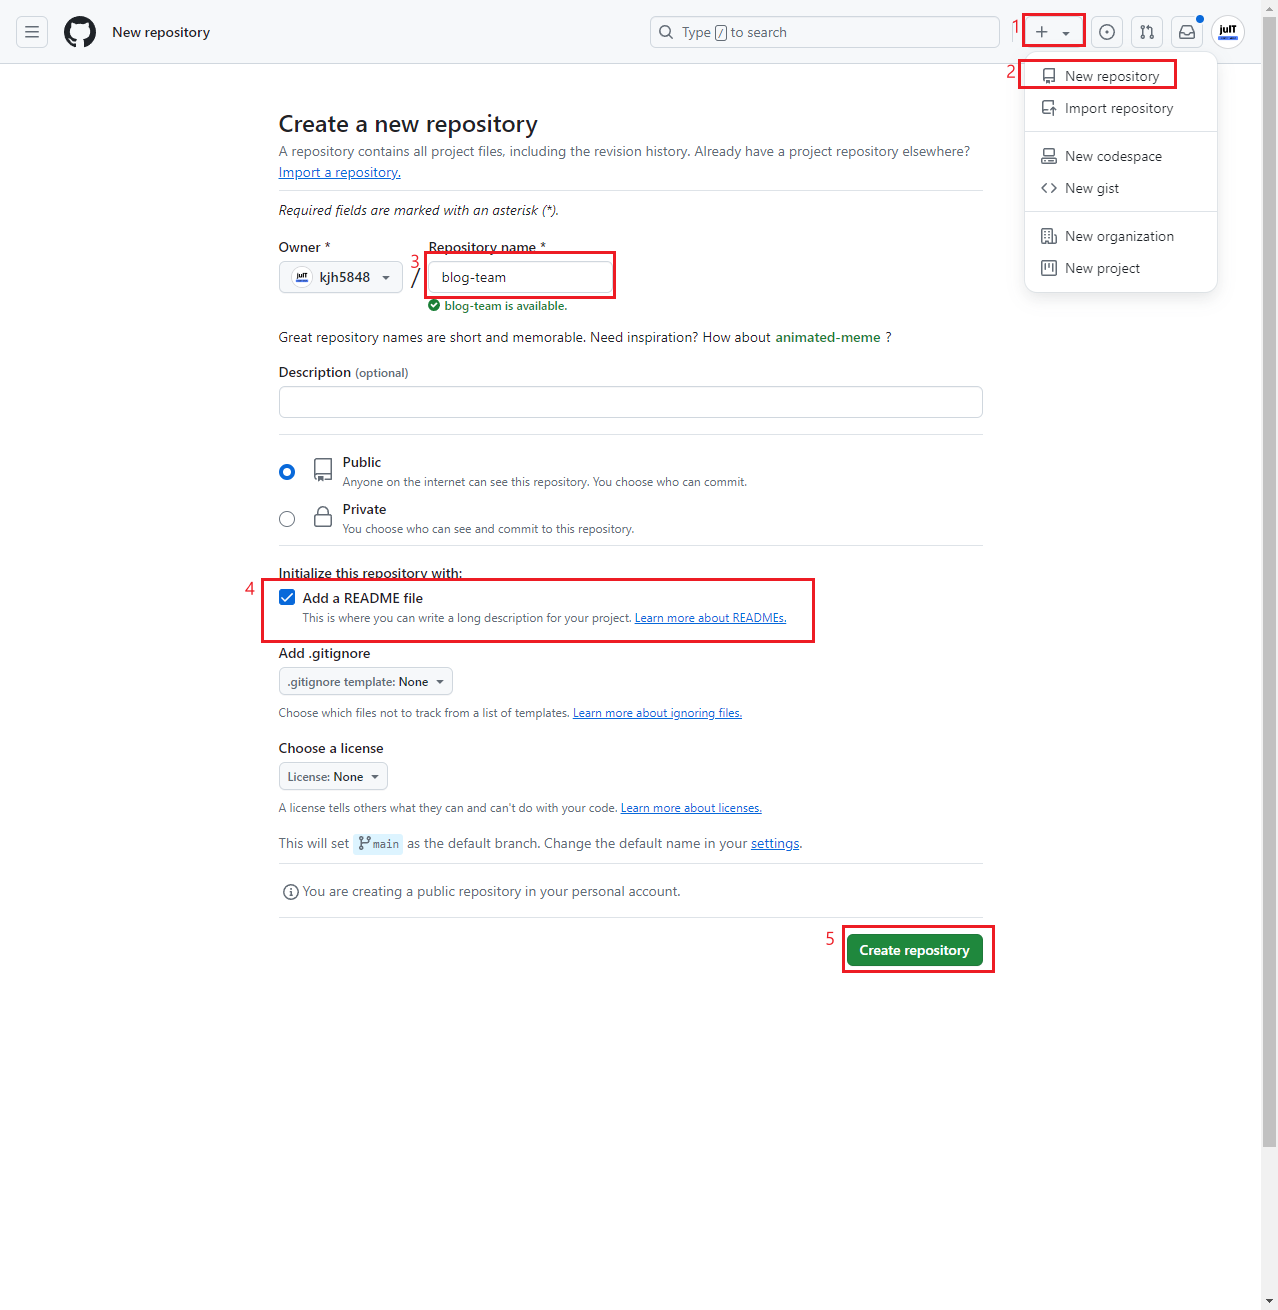 New repository
Type / to search
1
juIT
2
New repository
Import repository
New codespace
New gist
New organization
New project
Create a new repository
A repository contains all project files, including the revision history. Already have a project repository elsewhere?
Import a repository.
Required fields are marked with an asterisk (*).
Owner *
Repository name *
3
juIT
kjh5848
/
blog-team
blog-team is available.
Great repository names are short and memorable. Need inspiration? How about animated-meme ?
Description (optional)
Public
Anyone on the internet can see this repository. You choose who can commit.
Private
You choose who can see and commit to this repository.
Initialize this repository with:
4
Add a README file
This is where you can write a long description for your project. Learn more about READMEs.
Add .gitignore
.gitignore template: None
Choose which files not to track from a list of templates. Learn more about ignoring files.
Choose a license
License: None
A license tells others what they can and can't do with your code. Learn more about licenses.
This will set main as the default branch. Change the default name in your settings.
You are creating a public repository in your personal account.
5
Create repository